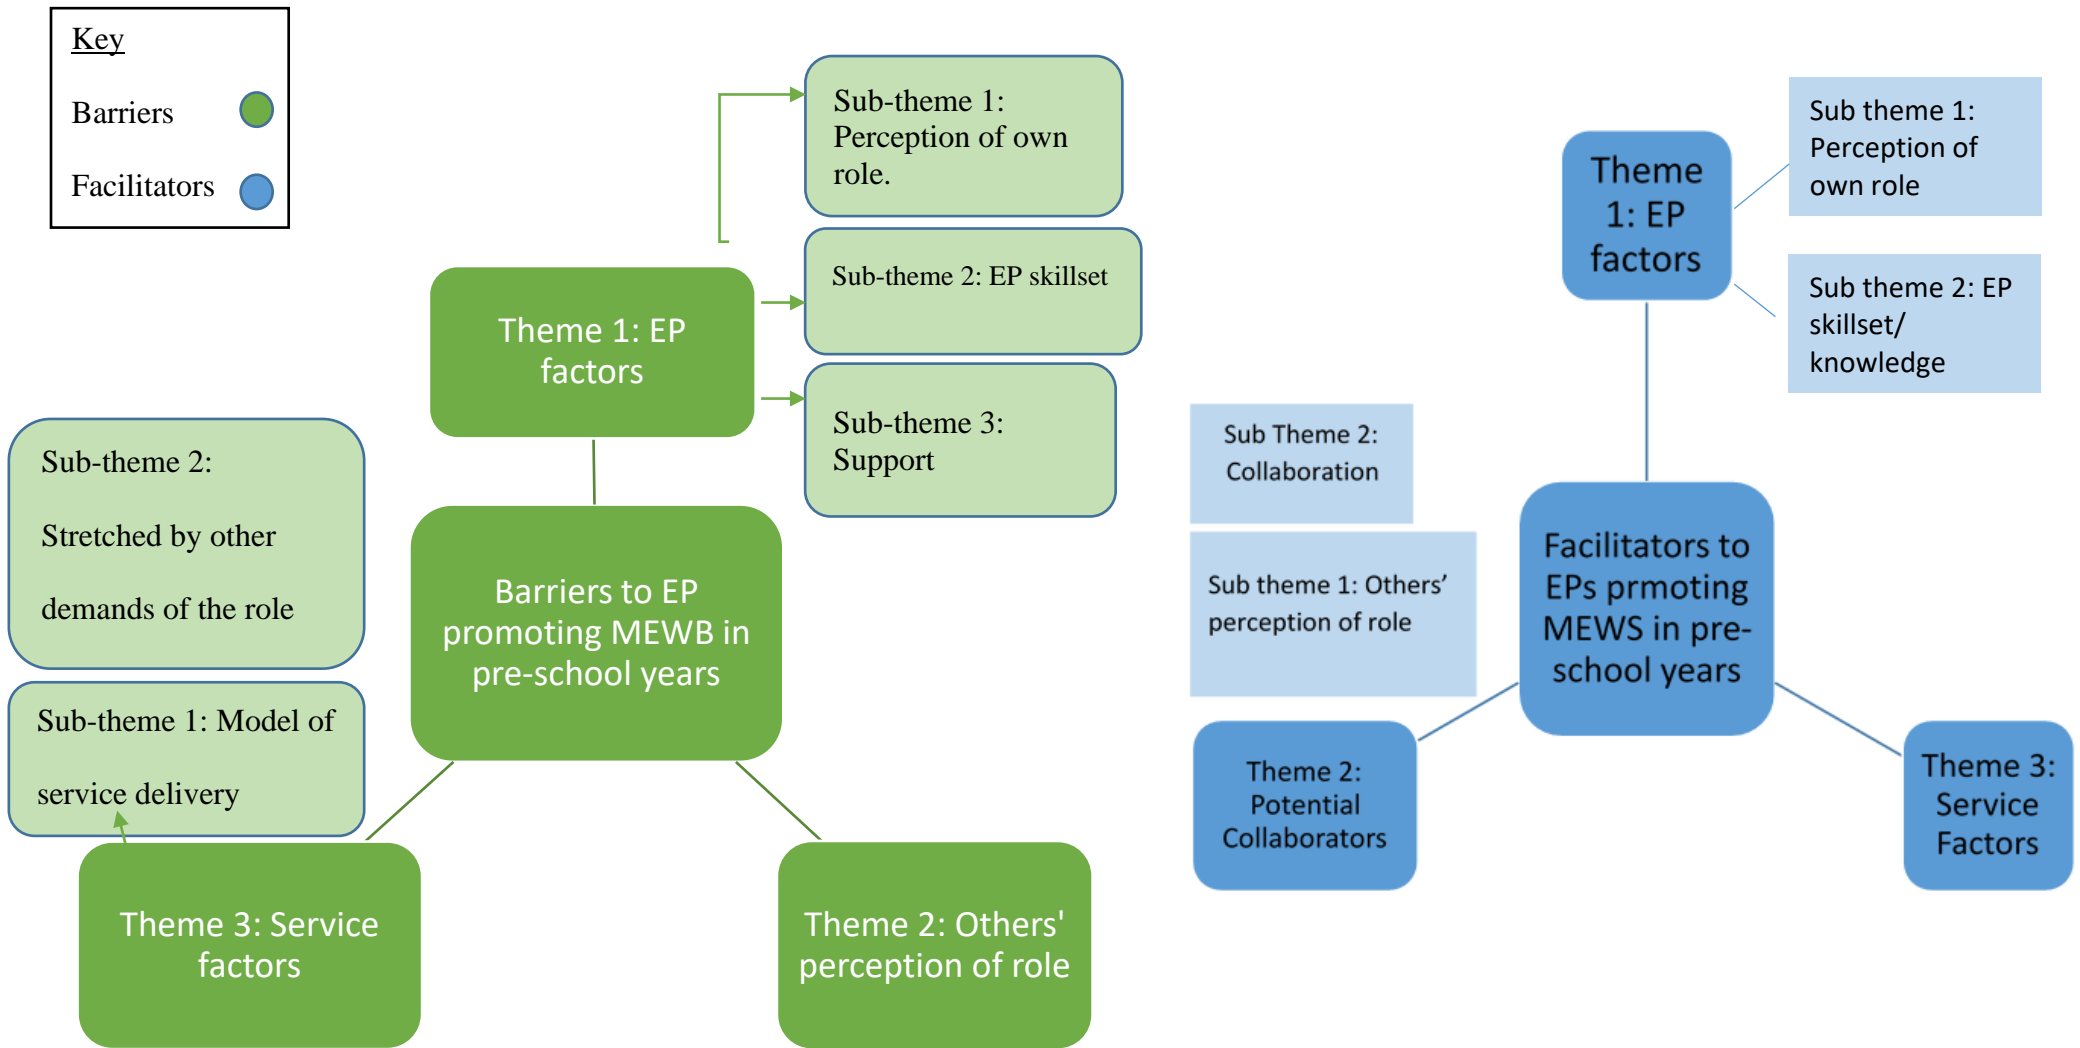 Key
Barriers
Facilitators
Sub-theme 1:
Perception of own
role.
Sub-theme 2: EP skillset
Theme 1: EP
factors
Sub-theme 3:
Support
Sub-theme 2:
Stretched by other
demands of the role
Barriers to EP
promoting MEWB in
pre-school years
Sub-theme 1: Model of
service delivery
Theme 3: Service
factors
Theme 2: Others'
perception of role
Theme
1: EP
factors
Sub theme 1:
Perception of
own role
Sub theme 2: EP
skillset/
knowledge
Sub Theme 2:
Collaboration
Sub theme 1: Others’
perception of role
Facilitators to
EPs prmoting
MEWS in pre-
school years
Theme 2:
Potential
Collaborators
Theme 3:
Service
Factors